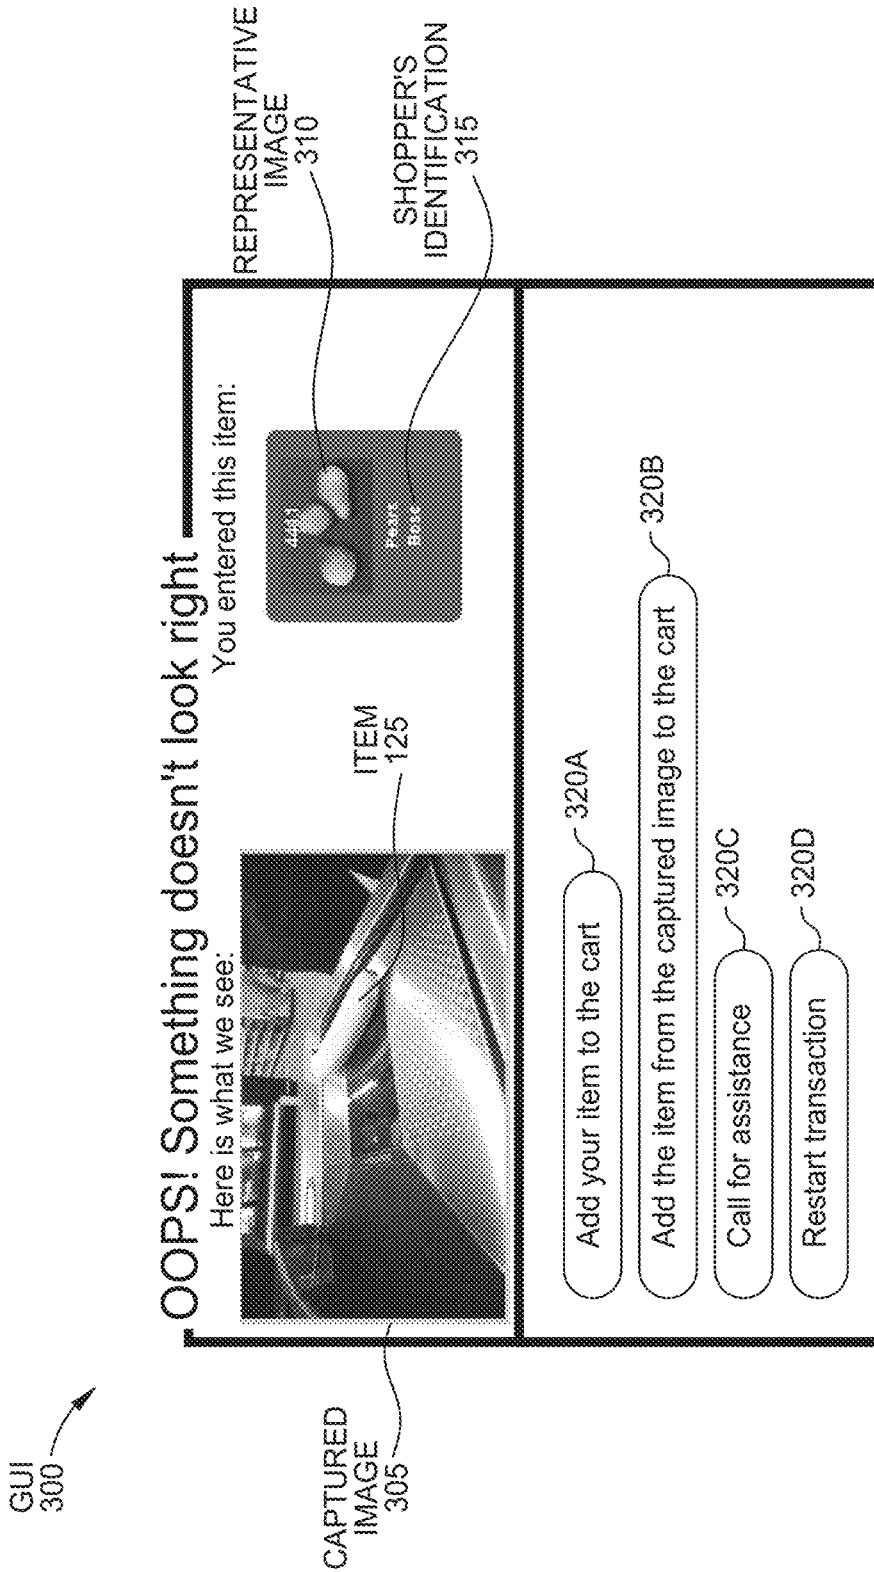 GUI
300
OOPS! Something doesn't look right
Here is what we see:
You entered this item:
REPRESENTATIVE
IMAGE
310
SHOPPER'S
IDENTIFICATION
315
CAPTURED
IMAGE
305
ITEM
125
Pears
Add your item to the cart
320A
Add the item from the captured image to the cart
320B
Call for assistance
320C
Restart transaction
320D